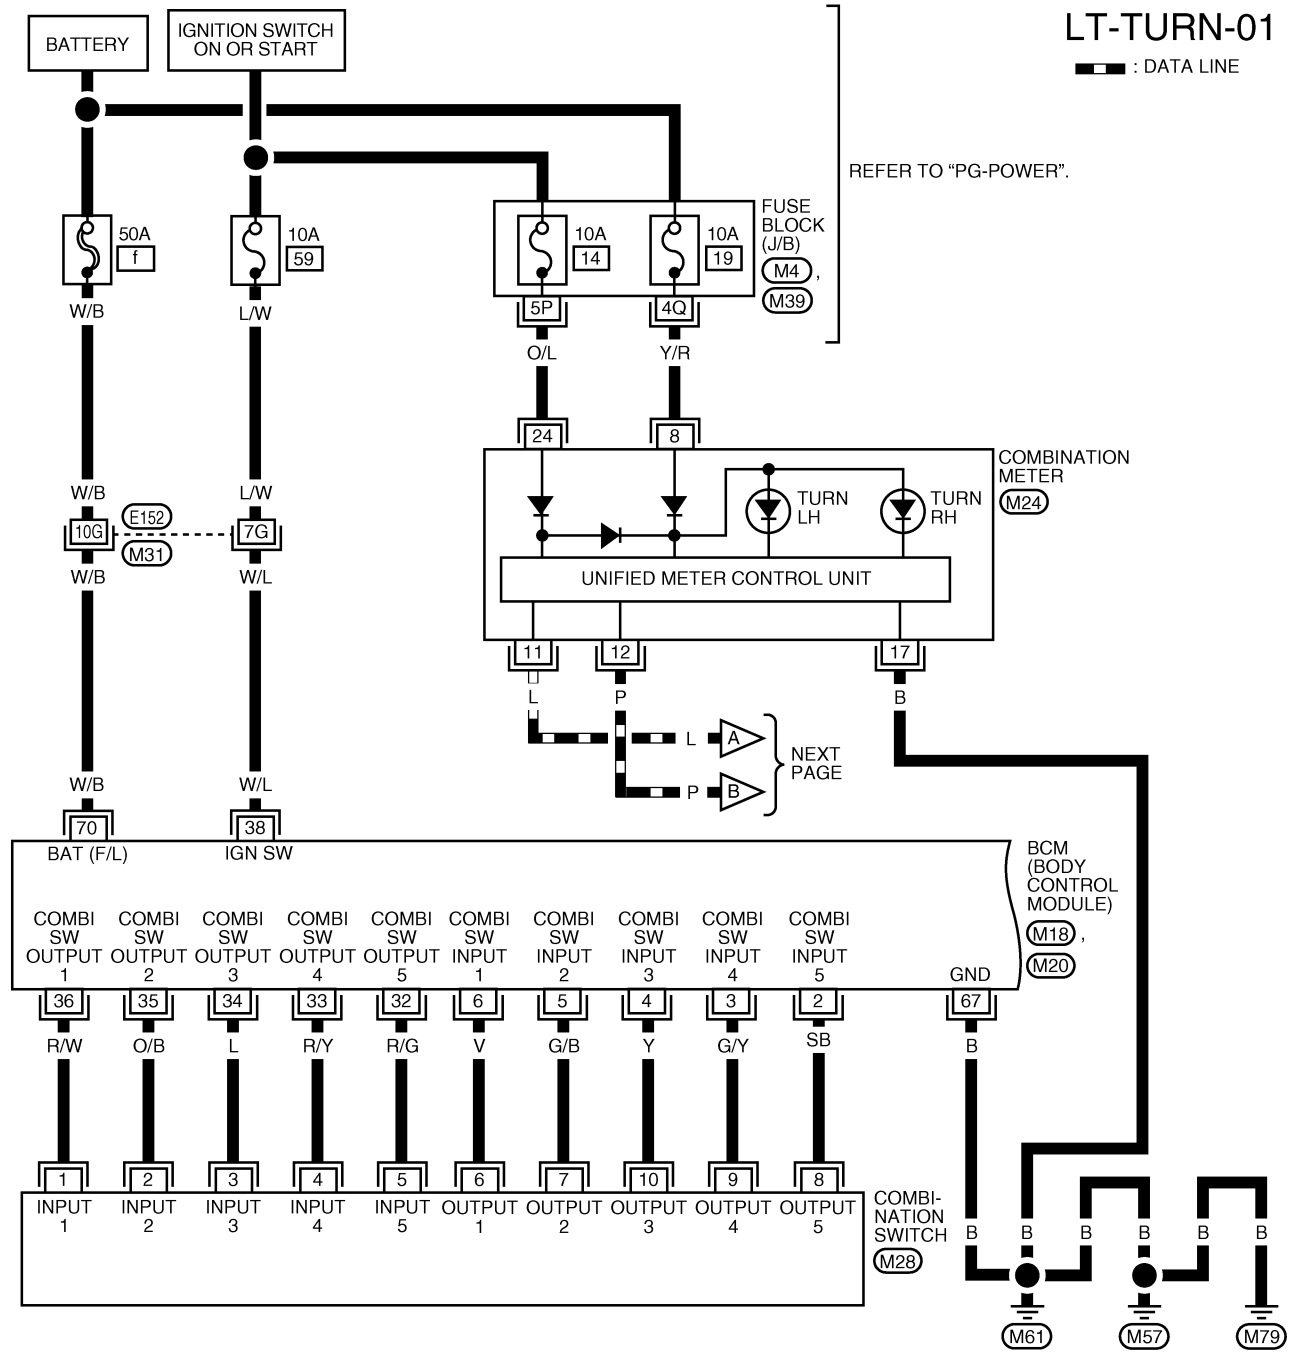 LT-TURN-01
: DATA LINE
BATTERY
IGNITION SWITCH
ON OR START
REFER TO “PG-POWER”.
50A
f
10A
59
10A
14
10A
19
FUSE
BLOCK
(J/B)
M4 ,
M39
W/B
L/W
5P
4Q
O/L
Y/R
24
8
COMBINATION
METER
M24
TURN
LH
TURN
RH
W/B
L/W
10G
E152
M31
7G
W/B
W/L
UNIFIED METER CONTROL UNIT
11
12
17
L
P
B
L
A
P
B
NEXT
PAGE
W/B
W/L
70
38
BAT (F/L)
IGN SW
BCM
(BODY
CONTROL
MODULE)
M18 ,
M20
COMBI
SW
OUTPUT
1
COMBI
SW
OUTPUT
2
COMBI
SW
OUTPUT
3
COMBI
SW
OUTPUT
4
COMBI
SW
OUTPUT
5
COMBI
SW
INPUT
1
COMBI
SW
INPUT
2
COMBI
SW
INPUT
3
COMBI
SW
INPUT
4
COMBI
SW
INPUT
5
GND
36
35
34
33
32
6
5
4
3
2
67
R/W
O/B
L
R/Y
R/G
V
G/B
Y
G/Y
SB
B
1
2
3
4
5
6
7
10
9
8
INPUT
1
INPUT
2
INPUT
3
INPUT
4
INPUT
5
OUTPUT
1
OUTPUT
2
OUTPUT
3
OUTPUT
4
OUTPUT
5
COMBI-
NATION
SWITCH
M28
B
B
B
B
B
B
M61
M57
M79